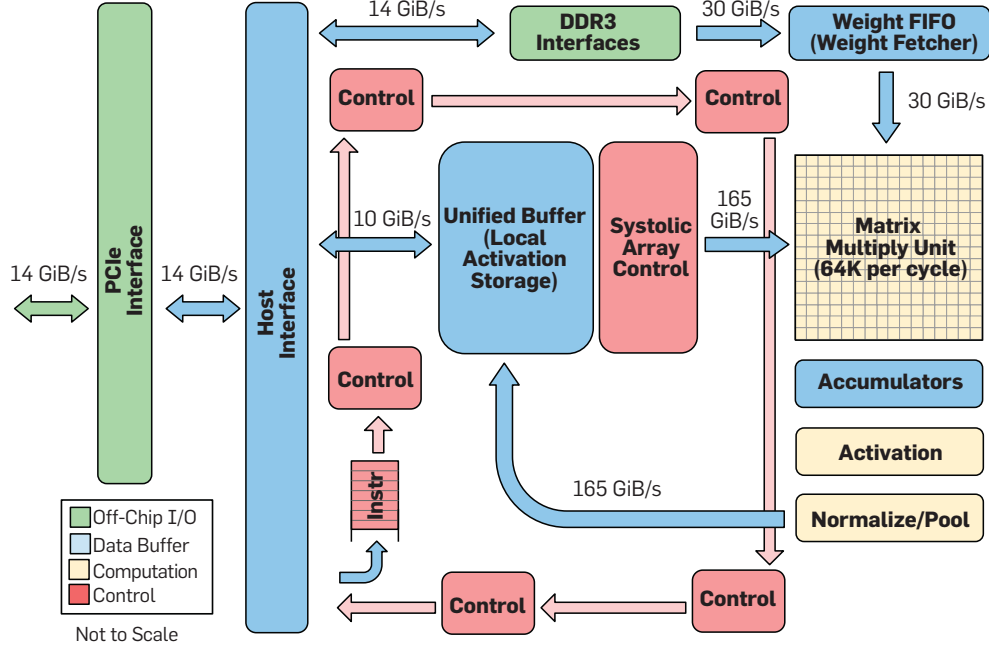 14 GiB/s
DDR3
Interfaces
30 GiB/s
Weight FIFO
(Weight Fetcher)
Control
Control
30 GiB/s
10 GiB/s
Unified Buffer
(Local
Activation
Storage)
Systolic
Array
Control
165
GiB/s
Matrix
Multiply Unit
(64K per cycle)
14 GiB/s
PCIe
Interface
14 GiB/s
Host
Interface
Control
Accumulators
Activation
Instr
165 GiB/s
Normalize/Pool
Off-Chip I/O
Data Buffer
Computation
Control
Control
Control
Not to Scale